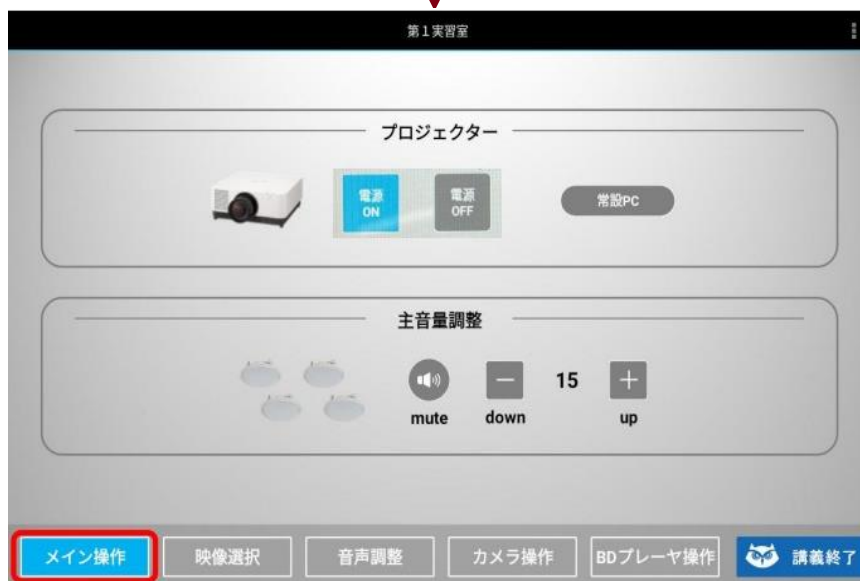 第1実習室
プロジェクター
電源
ON
電源
OFF
常設PC
主音量調整
15
mute
down
up
メイン操作
映像選択
音声調整
カメラ操作
BDプレーヤ操作
講義終了